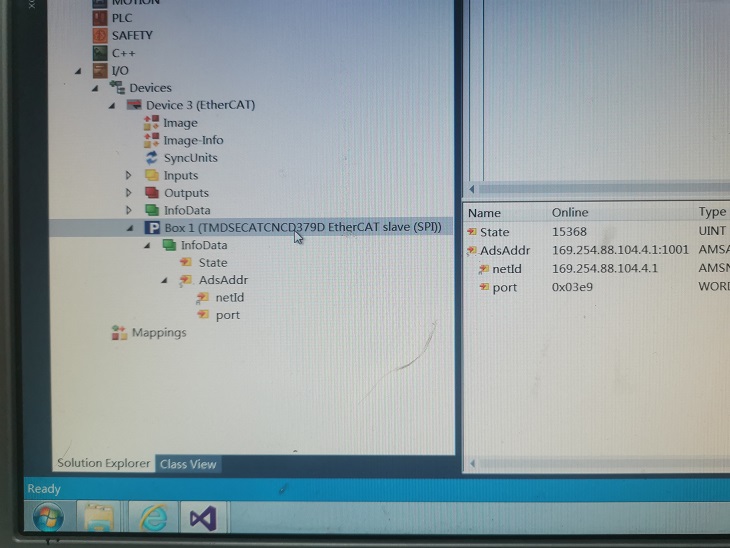 MOTION
PLC
SAFETY
C++
I/O
Devices
Device 3 (EtherCAT)
Image
Image-Info
SyncUnits
Inputs
Outputs
InfoData
Box 1 (TMDSECATCNCD379D EtherCAT slave (SPI))
InfoData
State
AdsAddr
netId
port
Mappings
Solution Explorer Class View
Name Online Type
State 15368 UINT
AdsAddr 169.254.88.104.4.1:1001 AMSA
netId 169.254.88.104.4.1 AMSN
port 0x03e9 WORD
Ready